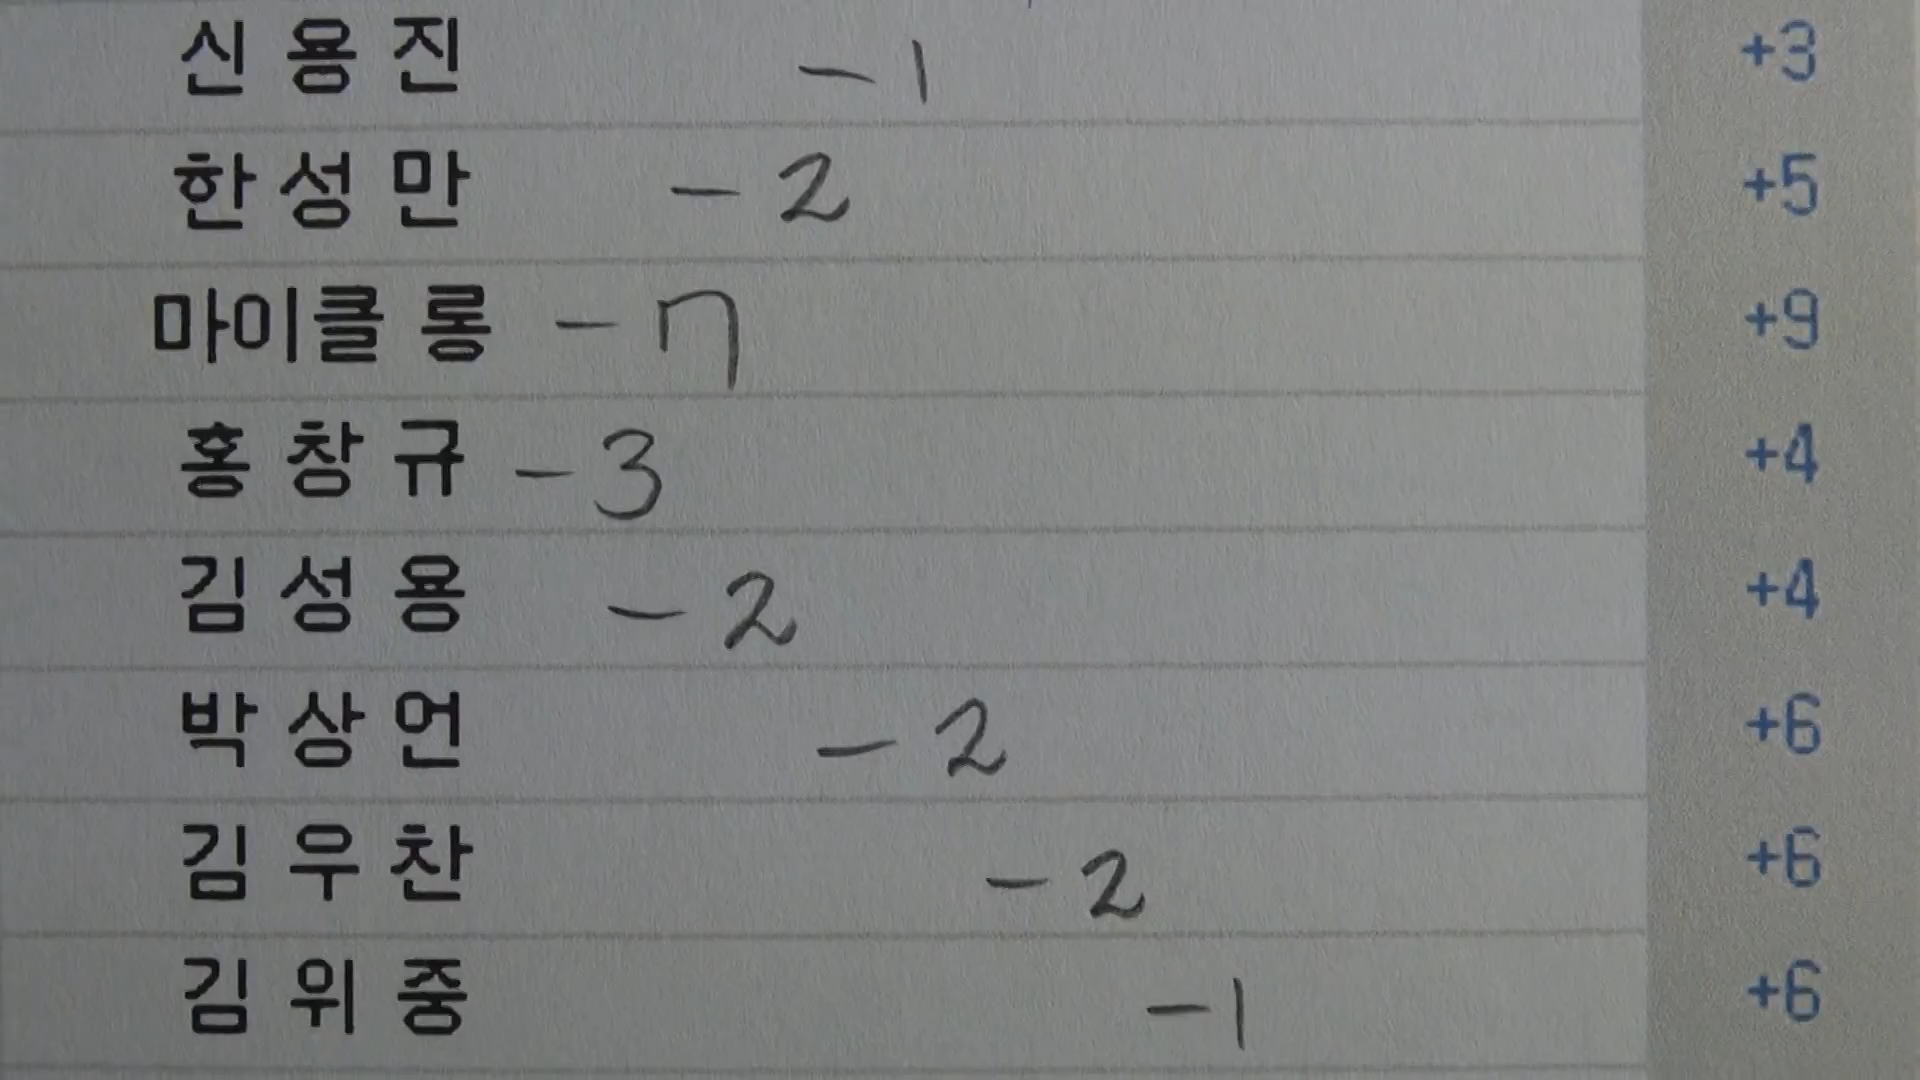 신용진 -1 +3
한성만 -2 +5
마이클 롱 -7 +9
홍창규 -3 +4
김성용 -2 +4
박상언 -2 +6
김우찬 -2 +6
김위중 -1 +6